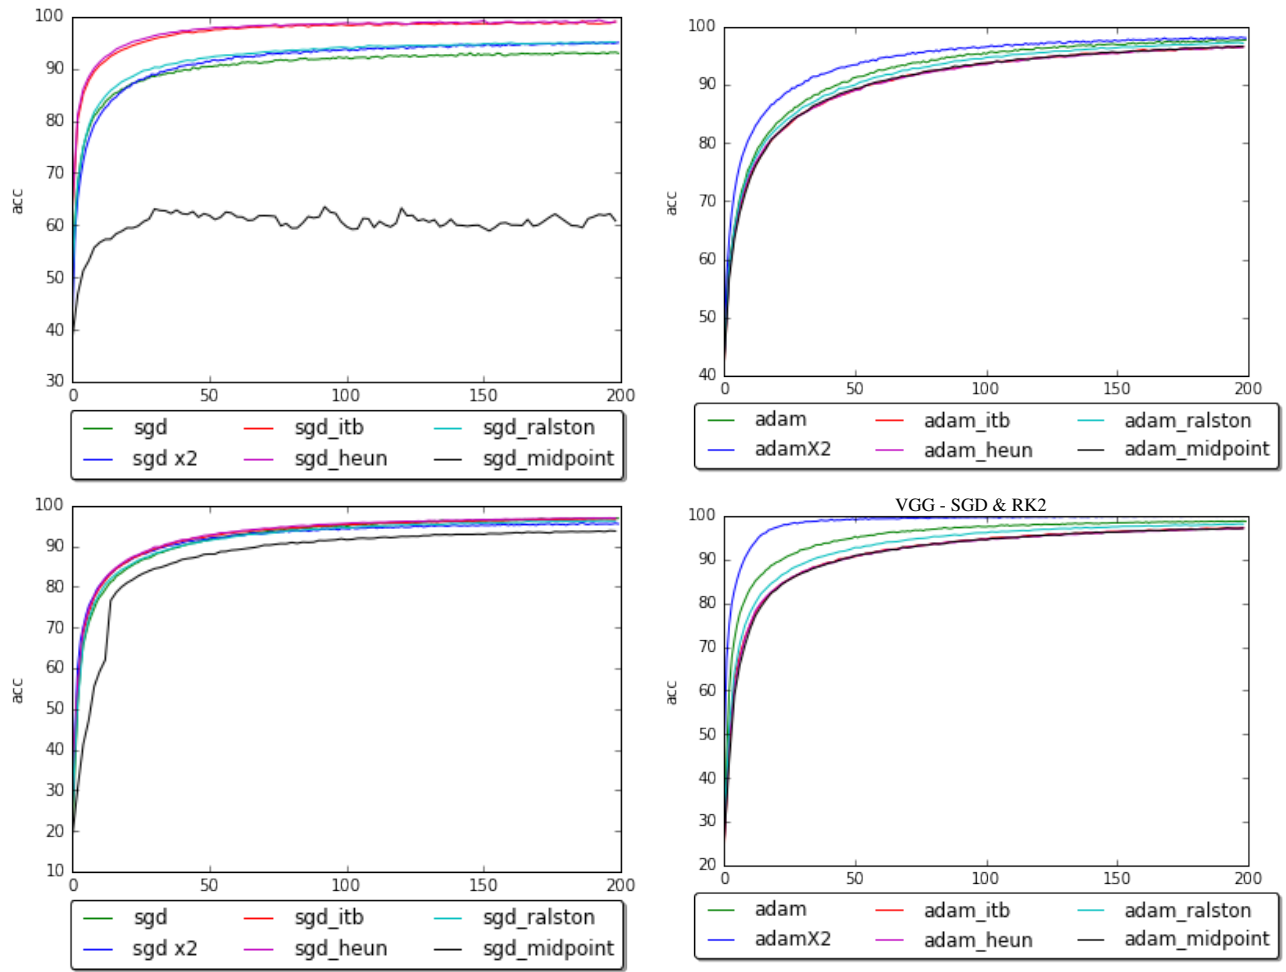 100
90
80
70
60
50
40
30
acc
0 50 100 150 200
sgd sgd_itb sgd_ralston
sgd x2 sgd_heun sgd_midpoint
100
90
80
70
60
50
40
acc
0 50 100 150 200
adam adam_itb adam_ralston
adamX2 adam_heun adam_midpoint
100
90
80
70
60
50
40
30
20
10
acc
0 50 100 150 200
sgd sgd_itb sgd_ralston
sgd x2 sgd_heun sgd_midpoint
VGG - SGD & RK2
100
90
80
70
60
50
40
30
20
acc
0 50 100 150 200
adam adam_itb adam_ralston
adamX2 adam_heun adam_midpoint